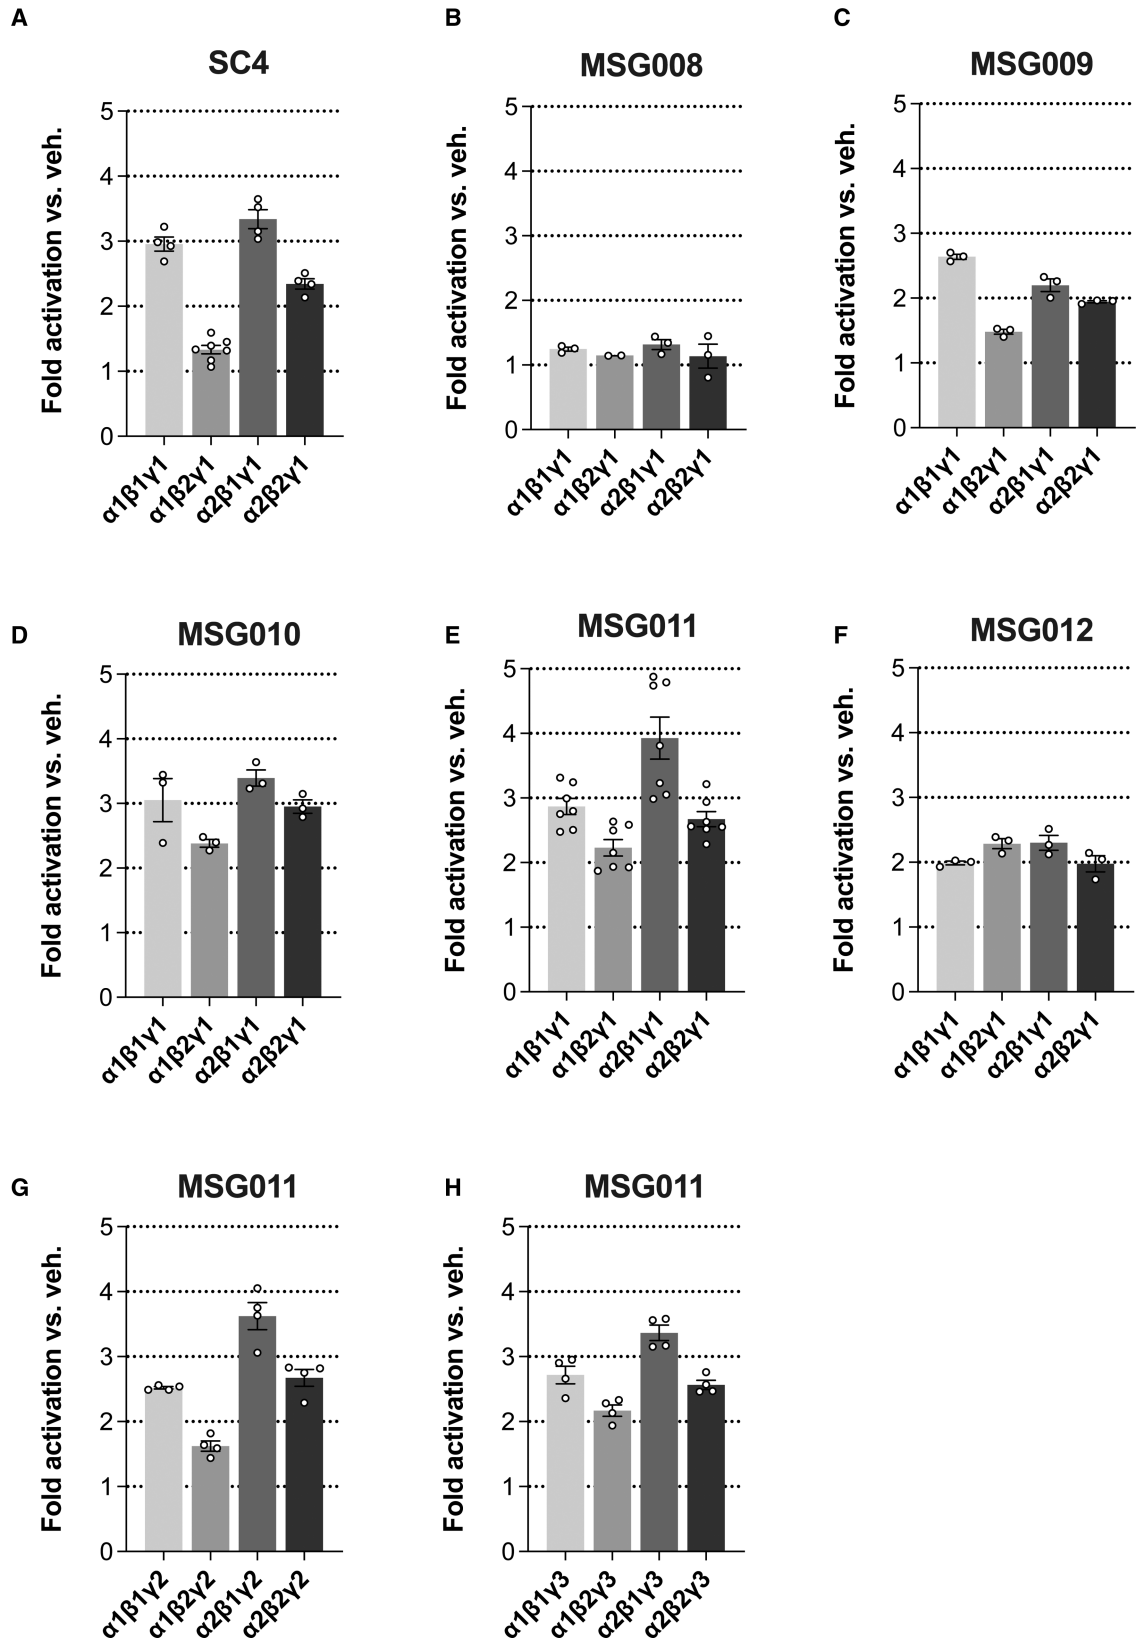 A
SC4
Fold activation vs. veh.
5
4
3
2
1
0
α1β1γ1
α1β2γ1
α2β1γ1
α2β2γ1
B
MSG008
Fold activation vs. veh.
5
4
3
2
1
0
α1β1γ1
α1β2γ1
α2β1γ1
α2β2γ1
C
MSG009
Fold activation vs. veh.
5
4
3
2
1
0
α1β1γ1
α1β2γ1
α2β1γ1
α2β2γ1
D
MSG010
Fold activation vs. veh.
5
4
3
2
1
0
α1β1γ1
α1β2γ1
α2β1γ1
α2β2γ1
E
MSG011
Fold activation vs. veh.
5
4
3
2
1
0
α1β1γ1
α1β2γ1
α2β1γ1
α2β2γ1
F
MSG012
Fold activation vs. veh.
5
4
3
2
1
0
α1β1γ1
α1β2γ1
α2β1γ1
α2β2γ1
G
MSG011
Fold activation vs. veh.
5
4
3
2
1
0
α1β1γ2
α1β2γ2
α2β1γ2
α2β2γ2
H
MSG011
Fold activation vs. veh.
5
4
3
2
1
0
α1β1γ3
α1β2γ3
α2β1γ3
α2β2γ3